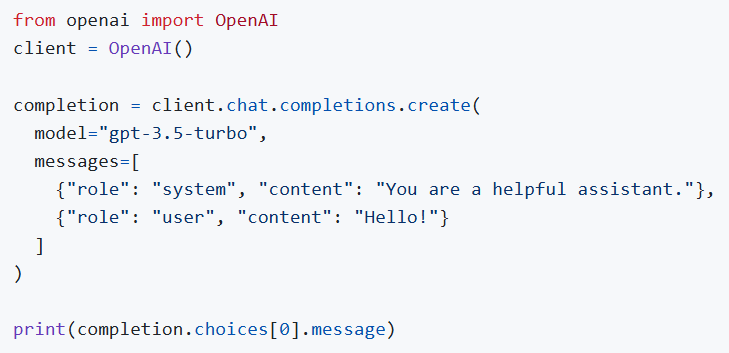 from openai import OpenAI
client = OpenAI()

completion = client.chat.completions.create(
  model="gpt-3.5-turbo",
  messages=[
    {"role": "system", "content": "You are a helpful assistant."},
    {"role": "user", "content": "Hello!"}
  ]
)

print(completion.choices[0].message)